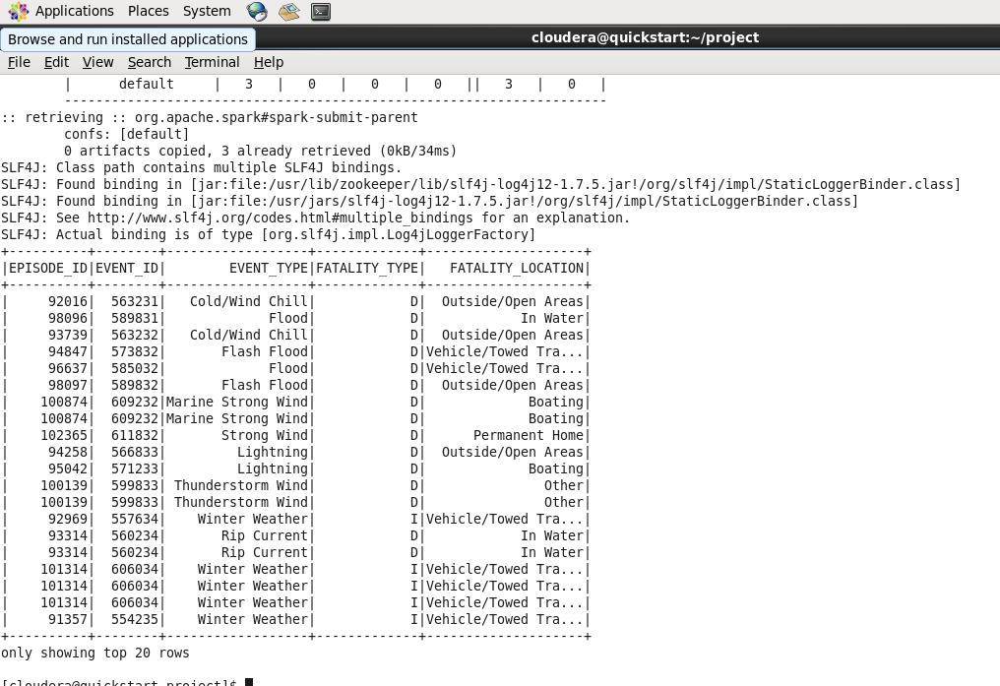 Applications Places System
Browse and run installed applications
cloudera@quickstart:~/project
File Edit View Search Terminal Help
|      default     |   3   |   0   |   0   |   0   ||   3   |   0   |
---------------------------------------------------------------------
:: retrieving :: org.apache.spark#spark-submit-parent
confs: [default]
0 artifacts copied, 3 already retrieved (0kB/34ms)
SLF4J: Class path contains multiple SLF4J bindings.
SLF4J: Found binding in [jar:file:/usr/lib/zookeeper/lib/slf4j-log4j12-1.7.5.jar!/org/slf4j/impl/StaticLoggerBinder.class]
SLF4J: Found binding in [jar:file:/usr/jars/slf4j-log4j12-1.7.5.jar!/org/slf4j/impl/StaticLoggerBinder.class]
SLF4J: See http://www.slf4j.org/codes.html#multiple_bindings for an explanation.
SLF4J: Actual binding is of type [org.slf4j.impl.Log4jLoggerFactory]
+----------+--------+------------------+-------------+--------------------+
|EPISODE_ID|EVENT_ID|        EVENT_TYPE|FATALITY_TYPE|   FATALITY_LOCATION|
+----------+--------+------------------+-------------+--------------------+
|     92016|  563231|   Cold/Wind Chill|            D|  Outside/Open Areas|
|     98096|  589831|             Flood|            D|            In Water|
|     93739|  563232|   Cold/Wind Chill|            D|  Outside/Open Areas|
|     94847|  573832|       Flash Flood|            D|Vehicle/Towed Tra...|
|     96637|  585032|             Flood|            D|Vehicle/Towed Tra...|
|     98097|  589832|       Flash Flood|            D|  Outside/Open Areas|
|    100874|  609232|Marine Strong Wind|            D|             Boating|
|    100874|  609232|Marine Strong Wind|            D|             Boating|
|    102365|  611832|       Strong Wind|            D|      Permanent Home|
|     94258|  566833|         Lightning|            D|  Outside/Open Areas|
|     95042|  571233|         Lightning|            D|             Boating|
|    100139|  599833| Thunderstorm Wind|            D|               Other|
|    100139|  599833| Thunderstorm Wind|            D|               Other|
|     92969|  557634|    Winter Weather|            I|Vehicle/Towed Tra...|
|     93314|  560234|       Rip Current|            D|            In Water|
|     93314|  560234|       Rip Current|            D|            In Water|
|    101314|  606034|    Winter Weather|            I|Vehicle/Towed Tra...|
|    101314|  606034|    Winter Weather|            I|Vehicle/Towed Tra...|
|    101314|  606034|    Winter Weather|            I|Vehicle/Towed Tra...|
|     91357|  554235|    Winter Weather|            I|Vehicle/Towed Tra...|
+----------+--------+------------------+-------------+--------------------+
only showing top 20 rows
[cloudera@quickstart project]$